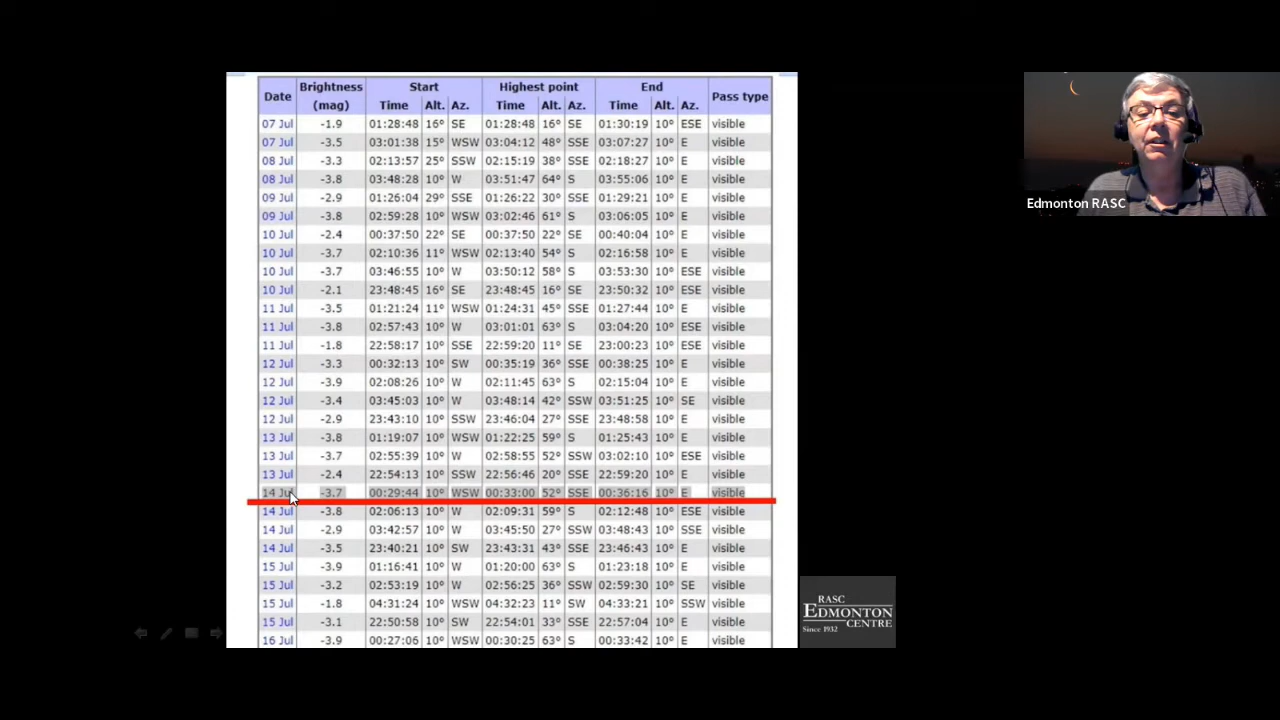 Date Brightness (mag) Start Highest point End Pass type
Time Alt. Az. Time Alt. Az. Time Alt. Az.
07 Jul -1.9 01:28:48 16° SE 01:28:48 16° SE 01:30:19 10° ESE visible
07 Jul -3.5 03:01:38 15° WSW 03:04:12 48° SSE 03:07:27 10° E visible
08 Jul -3.3 02:13:57 25° SSW 02:15:19 38° SSE 02:18:27 10° E visible
08 Jul -3.8 03:48:28 10° W 03:51:47 64° S 03:55:06 10° E visible
09 Jul -2.9 01:26:04 29° SSE 01:26:22 30° SSE 01:29:21 10° E visible
09 Jul -3.8 02:59:28 10° WSW 03:02:46 61° S 03:06:05 10° E visible
10 Jul -2.4 00:37:50 22° SE 00:37:50 22° SE 00:40:04 10° E visible
10 Jul -3.7 02:10:36 11° WSW 02:13:40 54° S 02:16:58 10° E visible
10 Jul -3.7 03:46:55 10° W 03:50:12 58° S 03:53:30 10° ESE visible
10 Jul -2.1 23:48:45 16° SE 23:48:45 16° SE 23:50:32 10° ESE visible
11 Jul -3.5 01:21:24 11° WSW 01:24:31 45° SSE 01:27:44 10° E visible
11 Jul -3.8 02:57:43 10° W 03:01:01 63° S 03:04:20 10° ESE visible
11 Jul -1.8 22:58:17 10° SSE 22:59:20 11° SE 23:00:23 10° ESE visible
12 Jul -3.3 00:32:13 10° SW 00:35:19 36° SSE 00:38:25 10° E visible
12 Jul -3.9 02:08:26 10° W 02:11:45 63° S 02:15:04 10° E visible
12 Jul -3.4 03:45:03 10° W 03:48:14 42° SSW 03:51:25 10° SE visible
12 Jul -2.9 23:43:10 10° SSW 23:46:04 27° SSE 23:48:58 10° E visible
13 Jul -3.8 01:19:07 10° WSW 01:22:25 59° S 01:25:43 10° E visible
13 Jul -3.7 02:55:39 10° W 02:58:55 52° SSW 03:02:10 10° ESE visible
13 Jul -2.4 22:54:13 10° SSW 22:56:46 20° SSE 22:59:20 10° E visible
14 Jul -3.7 00:29:44 10° WSW 00:33:00 52° SSE 00:36:16 10° E visible
14 Jul -3.8 02:06:13 10° W 02:09:31 59° S 02:12:48 10° ESE visible
14 Jul -2.9 03:42:57 10° W 03:45:50 27° SSW 03:48:43 10° SSE visible
14 Jul -3.5 23:40:21 10° SW 23:43:31 43° SSE 23:46:43 10° E visible
15 Jul -3.9 01:16:41 10° W 01:20:00 63° S 01:23:18 10° E visible
15 Jul -3.2 02:53:19 10° W 02:56:25 36° SSW 02:59:30 10° SE visible
15 Jul -1.8 04:31:24 10° WSW 04:32:23 11° SW 04:33:21 10° SSW visible
15 Jul -3.1 22:50:58 10° SW 22:54:01 33° SSE 22:57:04 10° E visible
16 Jul -3.9 00:27:06 10° WSW 00:30:25 63° S 00:33:42 10° E visible
Edmonton RASC
RASC
EDMONTON
CENTRE
Since 1932